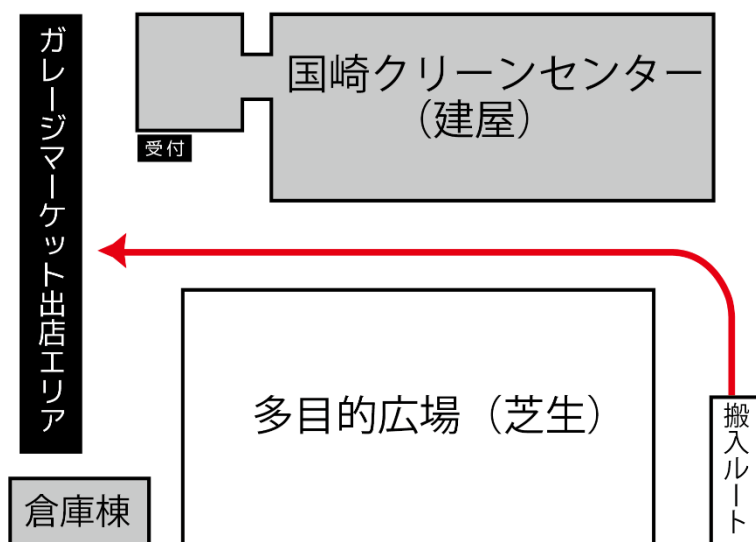 ガレージマーケット出店エリア
国崎クリーンセンター
（建屋）
受付
多目的広場（芝生）
搬入ルート
倉庫棟